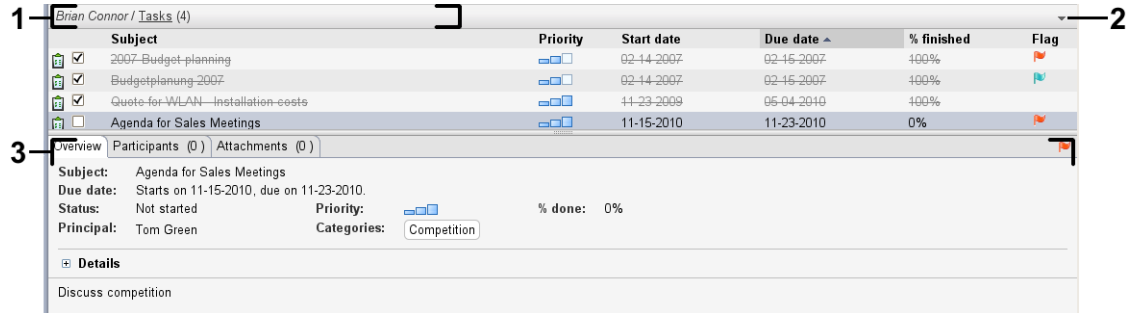 1 Brian Connor / Tasks (4) 2
Subject Priority Start date Due date % finished Flag
2007 Budget planning 02-14-2007 02-15-2007 100%
Budgetplanung 2007 02-14-2007 02-15-2007 100%
Quote for WLAN - Installation costs 11-23-2009 05-04-2010 100%
Agenda for Sales Meetings 11-15-2010 11-23-2010 0%
3 Overview Participants (0) Attachments (0)
Subject: Agenda for Sales Meetings
Due date: Starts on 11-15-2010, due on 11-23-2010.
Status: Not started Priority: % done: 0%
Principal: Tom Green Categories: Competition
Details
Discuss competition